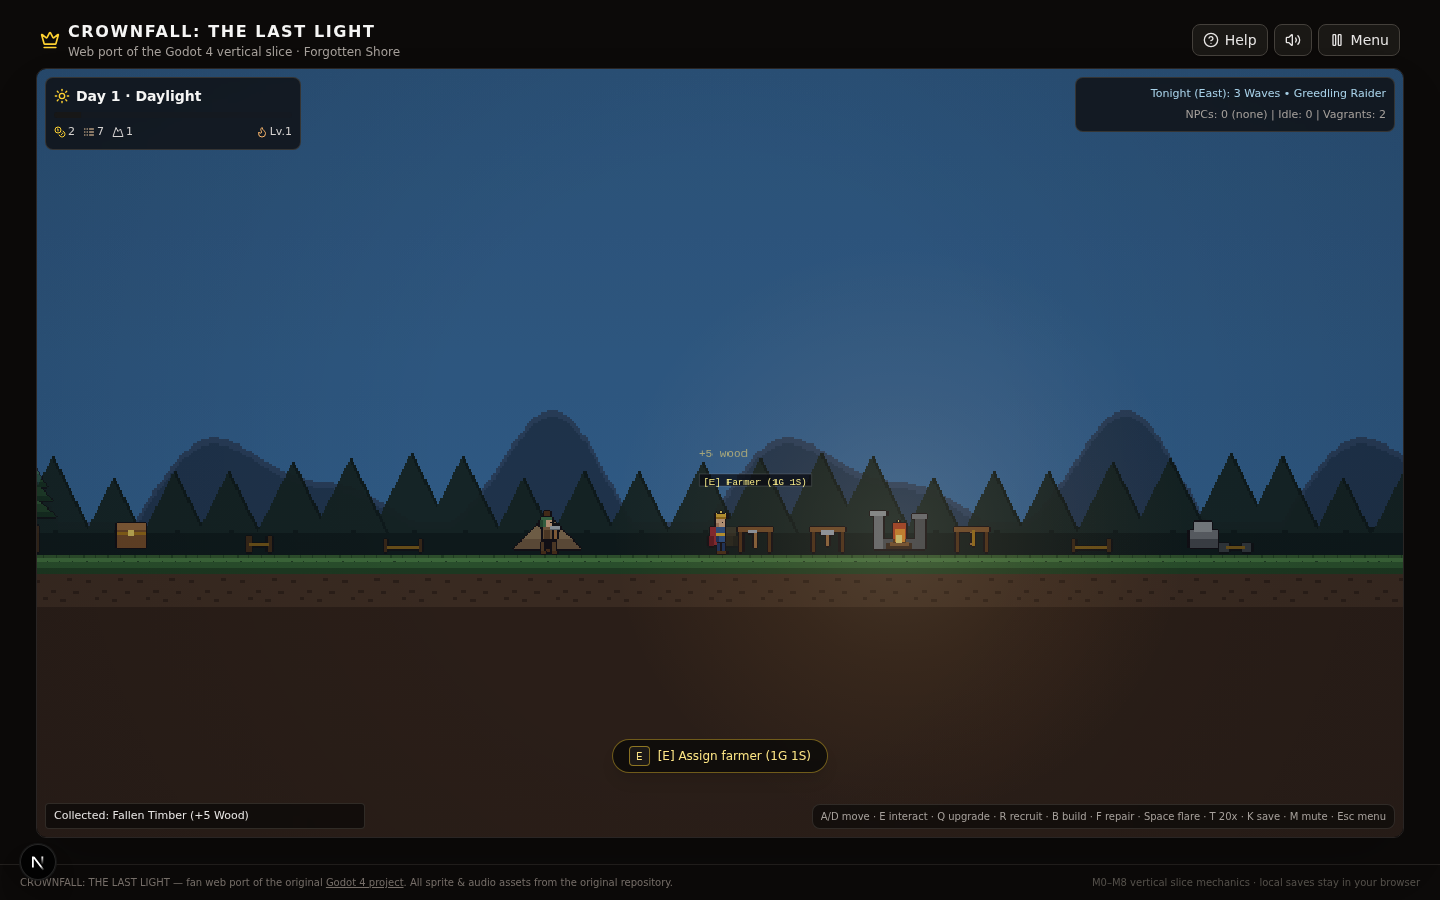 CROWNFALL: THE LAST LIGHT
Web port of the Godot 4 vertical slice · Forgotten Shore
Help
Menu
Day 1 · Daylight
2 7 1 Lv.1
Tonight (East): 3 Waves • Greedling Raider
NPCs: 0 (none) | Idle: 0 | Vagrants: 2
+5 wood
[E] Farmer (1G 1S)
E [E] Assign farmer (1G 1S)
Collected: Fallen Timber (+5 Wood)
A/D move · E interact · Q upgrade · R recruit · B build · F repair · Space flare · T 20x · K save · M mute · Esc menu
N
CROWNFALL: THE LAST LIGHT — fan web port of the original Godot 4 project. All sprite & audio assets from the original repository.
M0–M8 vertical slice mechanics · local saves stay in your browser